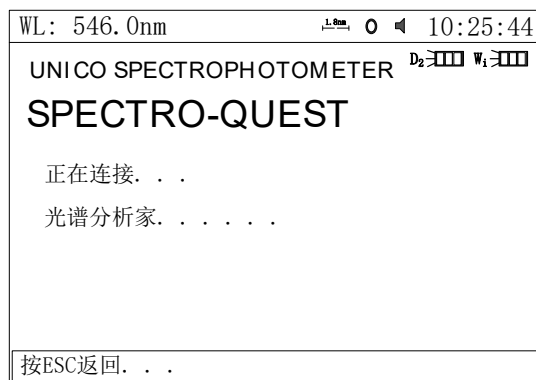 WL: 546.0nm 1.8nm 10:25:44
D₂ Wi
UNICO SPECTROPHOTOMETER
SPECTRO-QUEST
正在连接. . .
光谱分析家. . . . . .
按ESC返回. . .